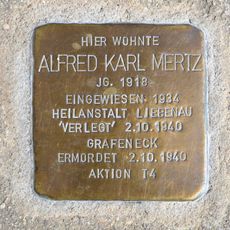 HIER WOHNTE
ALFRED KARL MERTZ
JG. 1918
EINGEWIESEN 1934
HEILANSTALT LIEBENAU
'VERLEGT' 2.10.1940
GRAFENECK
ERMORDET 2.10.1940
AKTION T4